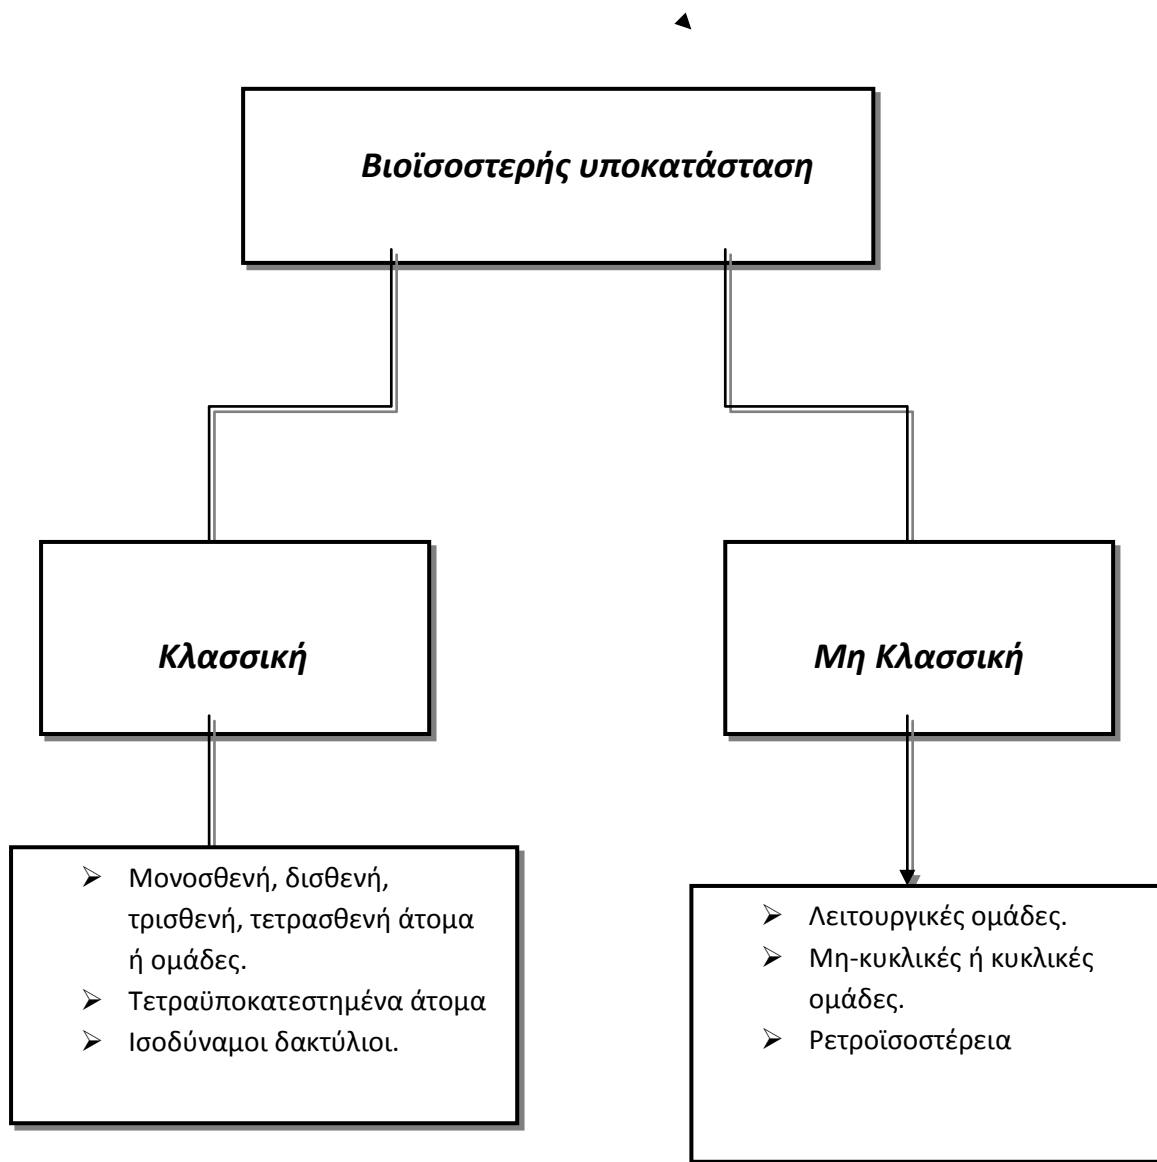 Βιοϊσοστερής υποκατάσταση
Κλασσική
Μη Κλασσική
➢ Μονοσθενή, δισθενή,
τρισθενή, τετρασθενή άτομα
ή ομάδες.
➢ Τετραϋποκατεστημένα άτομα
➢ Ισοδύναμοι δακτύλιοι.
➢ Λειτουργικές ομάδες.
➢ Μη-κυκλικές ή κυκλικές
ομάδες.
➢ Ρετροϊσοστέρεια